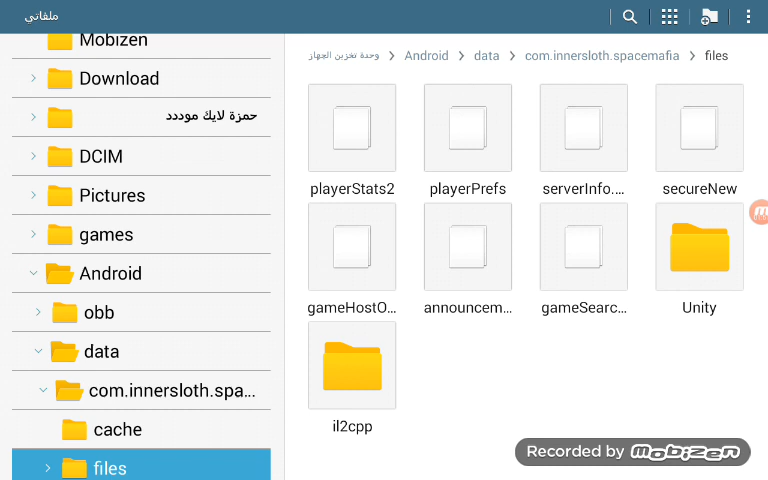 ملفاتي
Mobizen
Download
حمزة لايك مودد
DCIM
Pictures
games
Android
obb
data
com.innersloth.spa...
cache
files
وحدة تخزين الجهاز > Android > data > com.innersloth.spacemafia > files
playerStats2 playerPrefs serverInfo.... secureNew
gameHostO... announcem... gameSearc... Unity
il2cpp
Recorded by mobizen